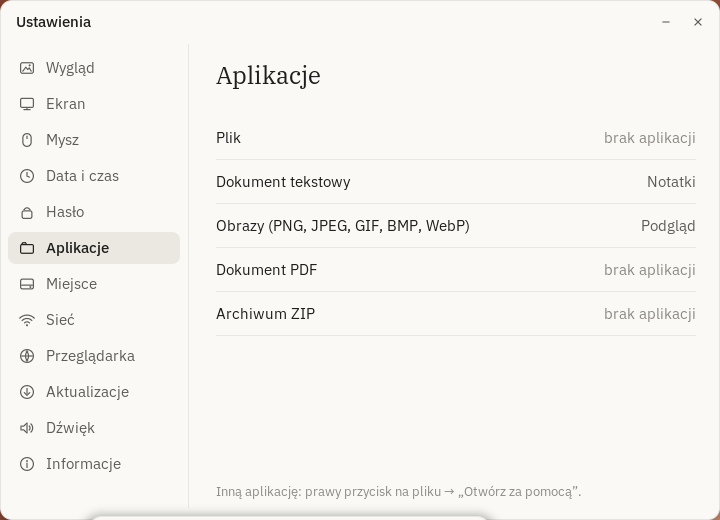 Ustawienia
Wygląd
Ekran
Mysz
Data i czas
Hasło
Aplikacje
Miejsce
Sieć
Przeglądarka
Aktualizacje
Dźwięk
Informacje
Aplikacje
Plik brak aplikacji
Dokument tekstowy Notatki
Obrazy (PNG, JPEG, GIF, BMP, WebP) Podgląd
Dokument PDF brak aplikacji
Archiwum ZIP brak aplikacji
Inną aplikację: prawy przycisk na pliku → „Otwórz za pomocą”.